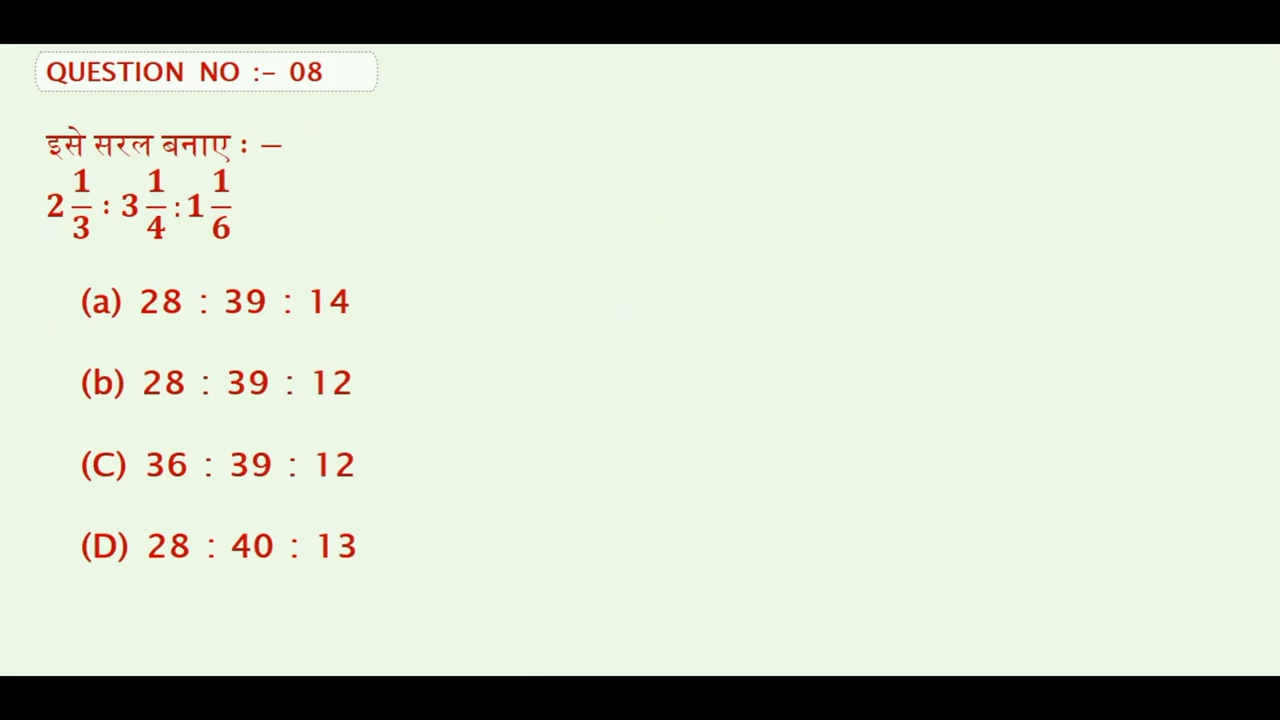 QUESTION NO :- 08
इसे सरल बनाए : –
2 1/3 : 3 1/4 : 1 1/6
(a) 28 : 39 : 14
(b) 28 : 39 : 12
(C) 36 : 39 : 12
(D) 28 : 40 : 13